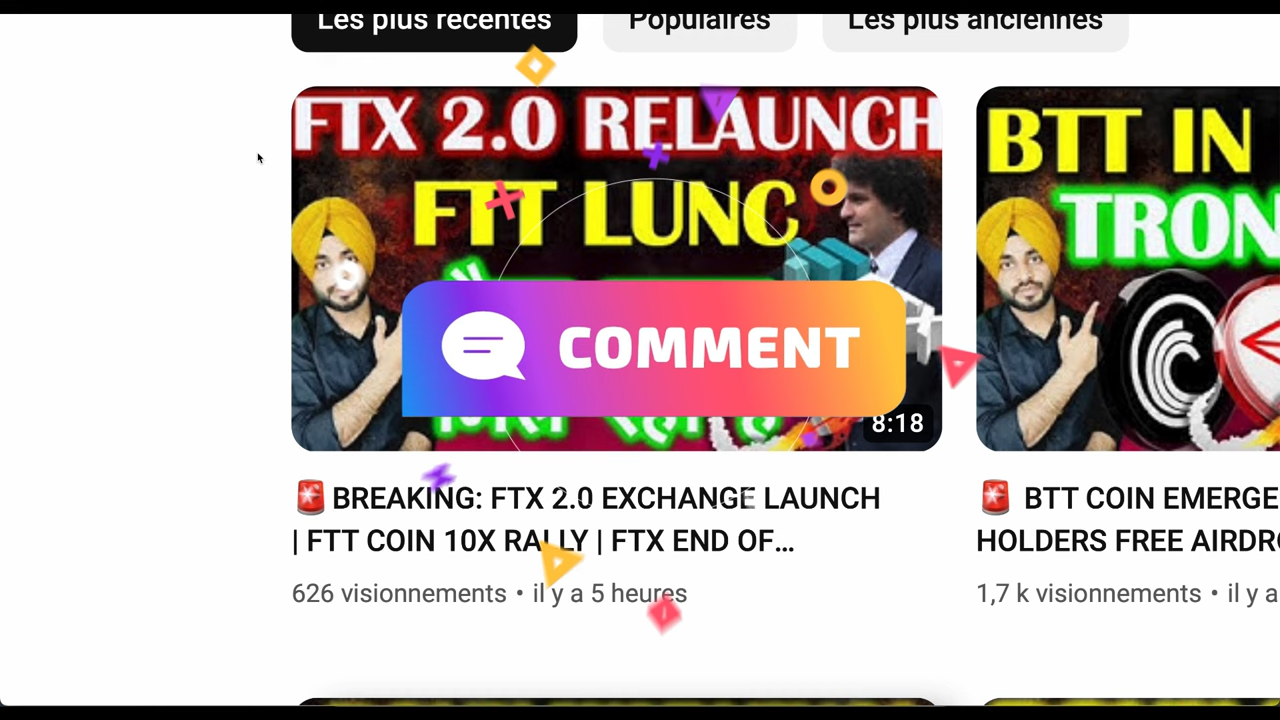 Les plus récentes
Populaires
Les plus anciennes
FTX 2.0 RELAUNCH
FTT LUNC
BTT IN
TRON
COMMENT
8:18
🚨 BREAKING: FTX 2.0 EXCHANGE LAUNCH
| FTT COIN 10X RALLY | FTX END OF...
626 visionnements • il y a 5 heures
🚨 BTT COIN EMERGE
HOLDERS FREE AIRDRO
1,7 k visionnements • il y a